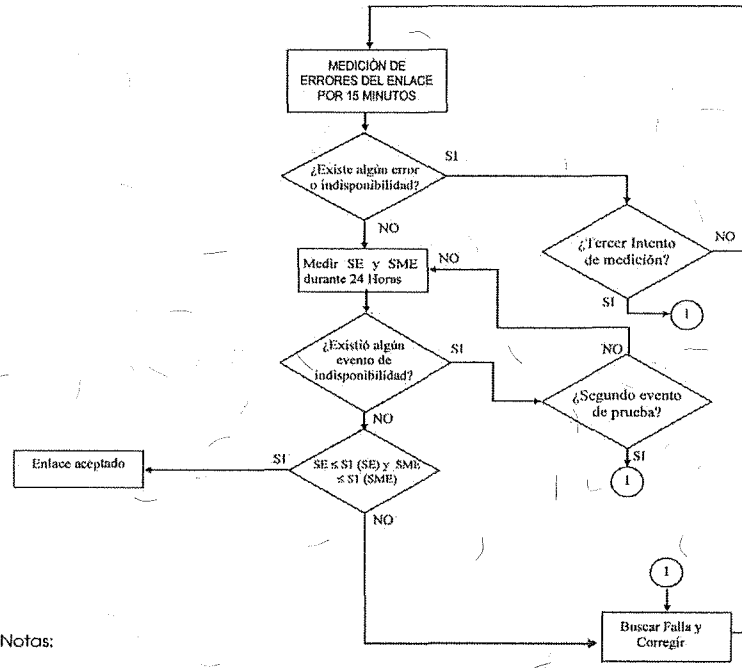 MEDICIÓN DE
ERRORES DEL ENLACE
POR 15 MINUTOS
¿Existe algún error
o indisponibilidad?
SI
NO
¿Tercer Intento
de medición?
NO
SI
1
Medir SE y SME
durante 24 Horas
NO
¿Existió algún
evento de
indisponibilidad?
SI
NO
NO
¿Segundo evento
de prueba?
SI
1
Enlace aceptado
SI
SE ≤ S1 (SE) y SME
≤ S1 (SME)
NO
1
Buscar Falla y
Corregir
Notas: